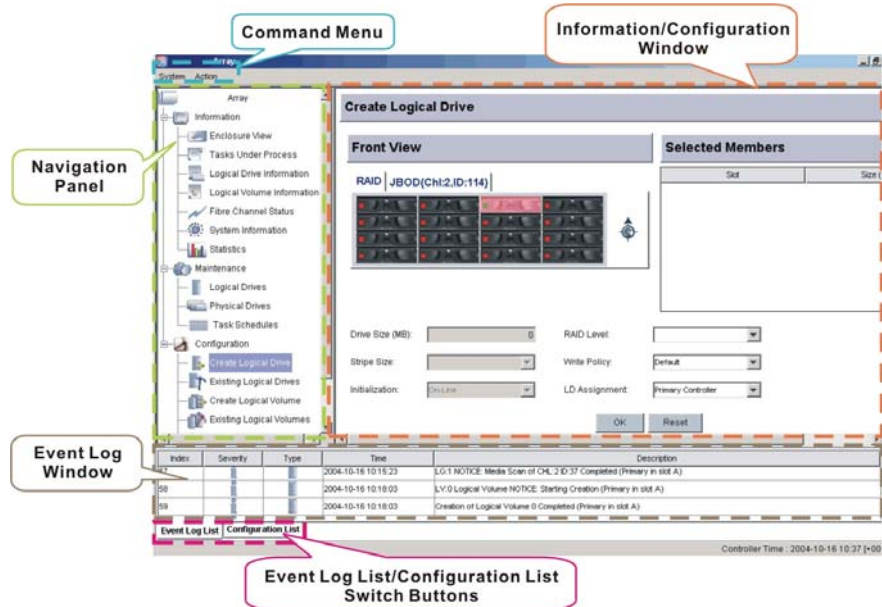 Command Menu
Information/Configuration
Window
Array
System Action
Array
Information
Enclosure View
Tasks Under Process
Logical Drive Information
Logical Volume Information
Fibre Channel Status
System Information
Statistics
Maintenance
Logical Drives
Physical Drives
Task Schedules
Configuration
Create Logical Drive
Existing Logical Drives
Create Logical Volume
Existing Logical Volumes
Navigation
Panel
Create Logical Drive
Front View
Selected Members
RAID JBOD(Chl:2,ID:114)
Slot Size (
Drive Size (MB): 0 RAID Level:
Stripe Size: Write Policy: Default
Initialization: On-Line LD Assignment: Primary Controller
OK Reset
Event Log
Window
Index Severity Type Time Description
57 2004-10-16 10:15:23 LG:1 NOTICE: Media Scan of CHL:2 ID:37 Completed (Primary in slot A)
58 2004-10-16 10:18:03 LV:0 Logical Volume NOTICE: Starting Creation (Primary in slot A)
59 2004-10-16 10:18:03 Creation of Logical Volume 0 Completed (Primary in slot A)
Event Log List Configuration List
Controller Time : 2004-10-16 10:37 [+00
Event Log List/Configuration List
Switch Buttons